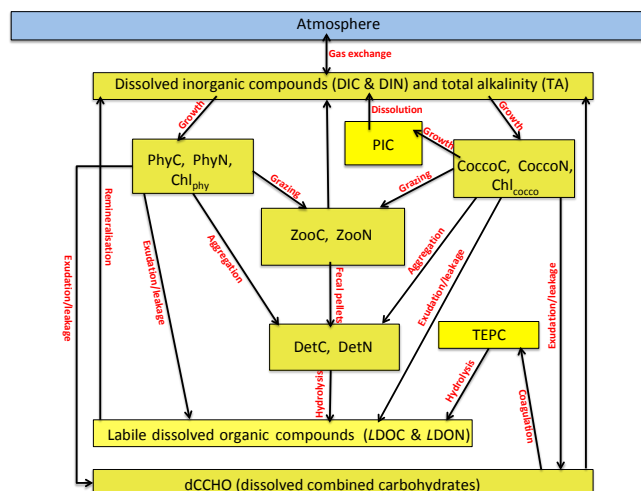 Atmosphere
Gas exchange
Dissolved inorganic compounds (DIC & DIN) and total alkalinity (TA)
Growth
Dissolution
Growth
PhyC, PhyN,
Chlphy
PIC
Growth
CoccoC, CoccoN,
Chlcocco
Grazing
Grazing
Remineralisation
ZooC, ZooN
Exudation/leakage
Exudation/leakage
Aggregation
Fecal pellets
Aggregation
Exudation/leakage
Exudation/leakage
DetC, DetN
TEPC
Hydrolysis
Hydrolysis
Coagulation
Labile dissolved organic compounds (LDOC & LDON)
dCCHO (dissolved combined carbohydrates)